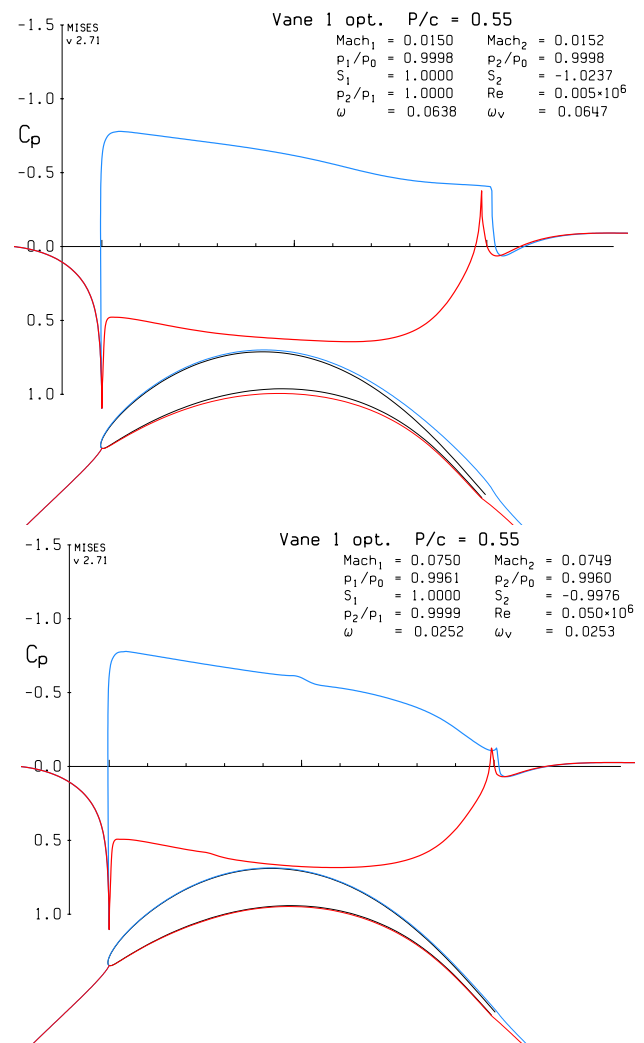 Vane 1 opt. P/c = 0.55
-1.5 MISES
v 2.71
Mach₁ = 0.0150 Mach₂ = 0.0152
p₁/p₀ = 0.9998 p₂/p₀ = 0.9998
S₁ = 1.0000 S₂ = -1.0237
p₂/p₁ = 1.0000 Re = 0.005×10⁶
ω = 0.0638 ωᵥ = 0.0647
-1.0
Cp
-0.5
0.0
0.5
1.0
Vane 1 opt. P/c = 0.55
-1.5 MISES
v 2.71
Mach₁ = 0.0750 Mach₂ = 0.0749
p₁/p₀ = 0.9961 p₂/p₀ = 0.9960
S₁ = 1.0000 S₂ = -0.9976
p₂/p₁ = 0.9999 Re = 0.050×10⁶
ω = 0.0252 ωᵥ = 0.0253
-1.0
Cp
-0.5
0.0
0.5
1.0